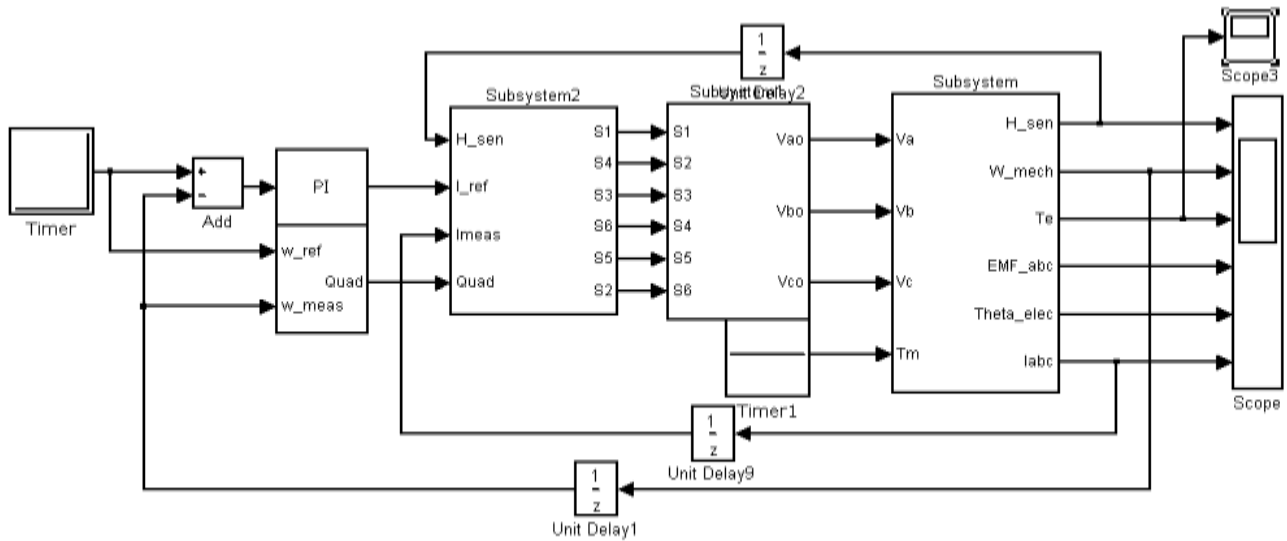 Timer
+
-
Add
PI
w_ref
Quad
w_meas
Subsystem2
H_sen
I_ref
Imeas
Quad
S1
S4
S3
S6
S5
S2
1
z
Unit Delay2
Subsystem1
S1
S2
S3
S4
S5
S6
Vao
Vbo
Vco
Timer1
Subsystem
Va
Vb
Vc
Tm
H_sen
W_mech
Te
EMF_abc
Theta_elec
Iabc
Scope3
Scope
1
z
Unit Delay9
1
z
Unit Delay1